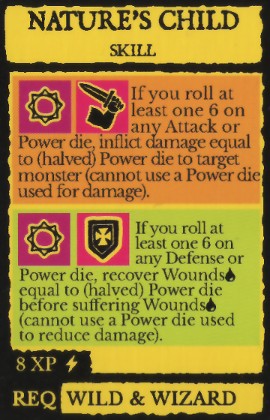 NATURE'S CHILD
SKILL
If you roll at
least one 6 on
any Attack or
Power die, inflict damage equal
to (halved) Power die to target
monster (cannot use a Power die
used for damage).
If you roll at
least one 6 on
any Defense or
Power die, recover Wounds
equal to (halved) Power die
before suffering Wounds
(cannot use a Power die used
to reduce damage).
8 XP
REQ WILD & WIZARD